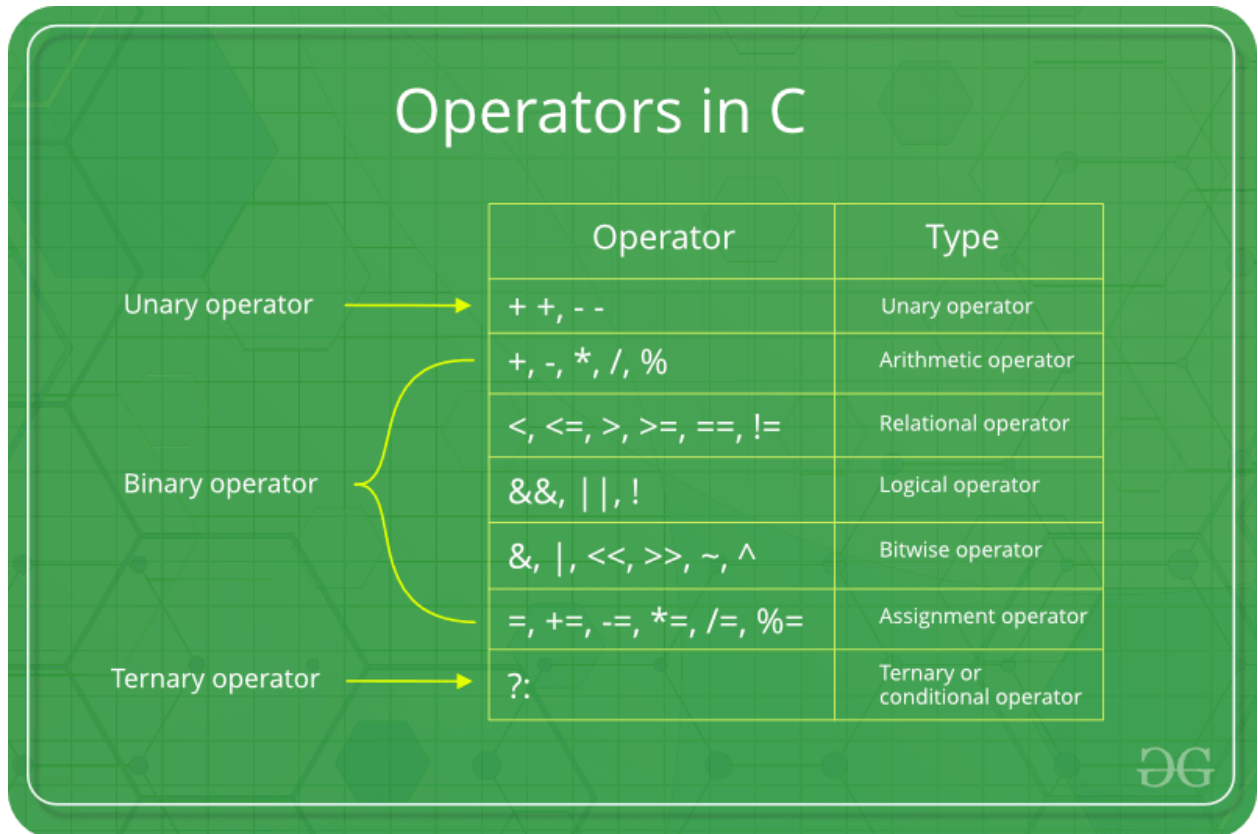 Operators in C
Operator Type
Unary operator + +, - - Unary operator
+, -, *, /, % Arithmetic operator
<, <=, >, >=, ==, != Relational operator
Binary operator &&, ||, ! Logical operator
&, |, <<, >>, ~, ^ Bitwise operator
=, +=, -=, *=, /=, %= Assignment operator
Ternary operator ?: Ternary or
conditional operator